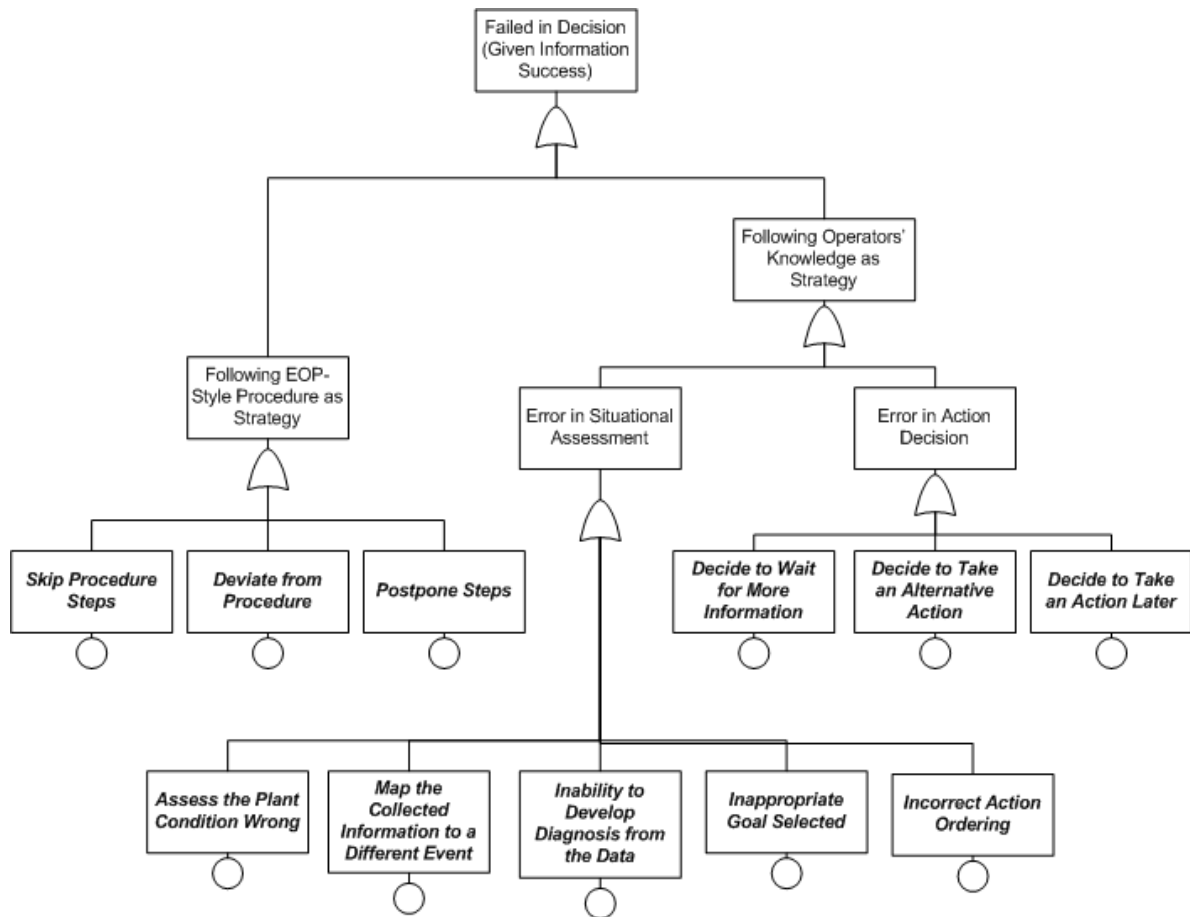 Failed in Decision
(Given Information
Success)
Following Operators'
Knowledge as
Strategy
Following EOP-
Style Procedure as
Strategy
Error in Situational
Assessment
Error in Action
Decision
Skip Procedure
Steps
Deviate from
Procedure
Postpone Steps
Decide to Wait
for More
Information
Decide to Take
an Alternative
Action
Decide to Take
an Action Later
Assess the Plant
Condition Wrong
Map the
Collected
Information to a
Different Event
Inability to
Develop
Diagnosis from
the Data
Inappropriate
Goal Selected
Incorrect Action
Ordering